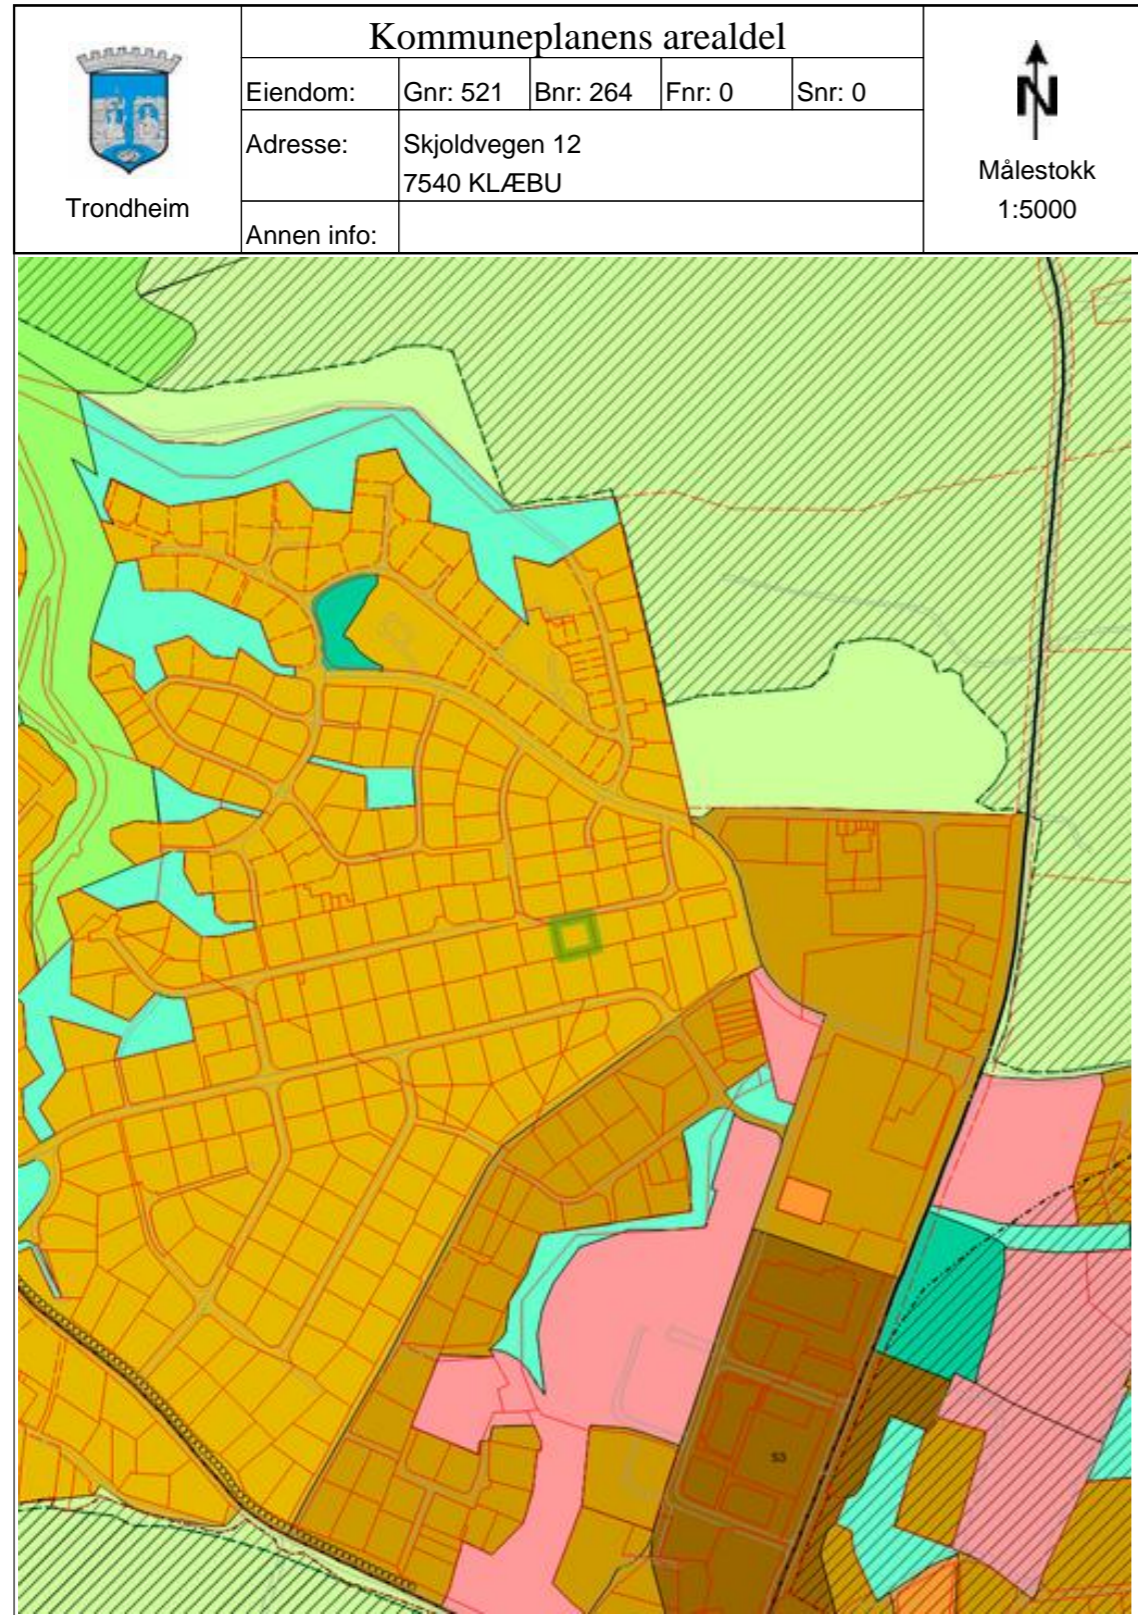 Kommuneplanens arealdel
Eiendom: Gnr: 521 Bnr: 264 Fnr: 0 Snr: 0
Adresse: Skjoldvegen 12
7540 KLÆBU
Annen info:
Trondheim
N
Målestokk
1:5000
S3